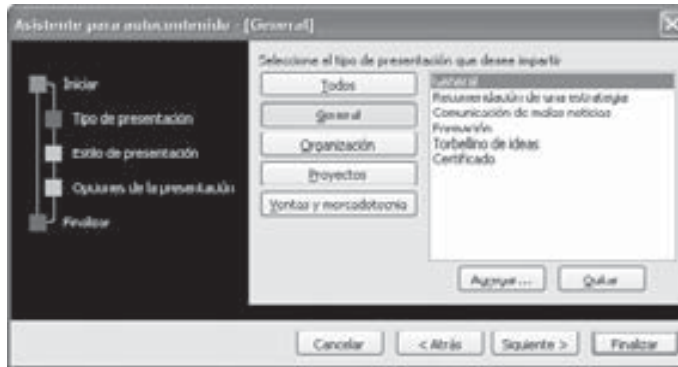 Asistente para autocontenido - [General]
Seleccione el tipo de presentación que desee impartir
Iniciar
Tipo de presentación
Estilo de presentación
Opciones de la presentación
Finalizar
Todos
General
Organización
Proyectos
Ventas y mercadotecnia
General
Recomendación de una estrategia
Comunicación de malas noticias
Formación
Torbellino de ideas
Certificado
Agregar... Quitar
Cancelar < Atrás Siguiente > Finalizar